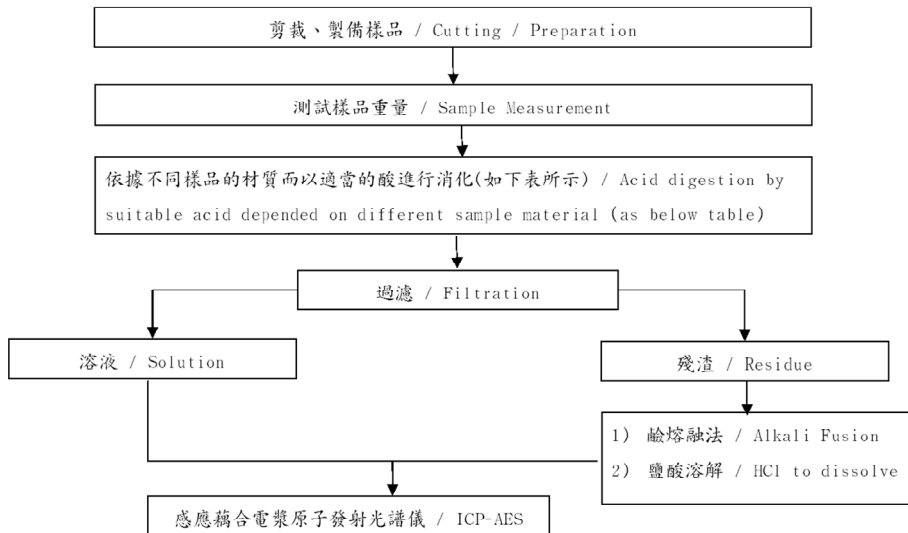 剪裁、製備樣品 / Cutting / Preparation
測試樣品重量 / Sample Measurement
依據不同樣品的材質而以適當的酸進行消化(如下表所示) / Acid digestion by
suitable acid depended on different sample material (as below table)
過濾 / Filtration
溶液 / Solution
殘渣 / Residue
1) 鹼熔融法 / Alkali Fusion
2) 鹽酸溶解 / HCl to dissolve
感應藕合電漿原子發射光譜儀 / ICP-AES